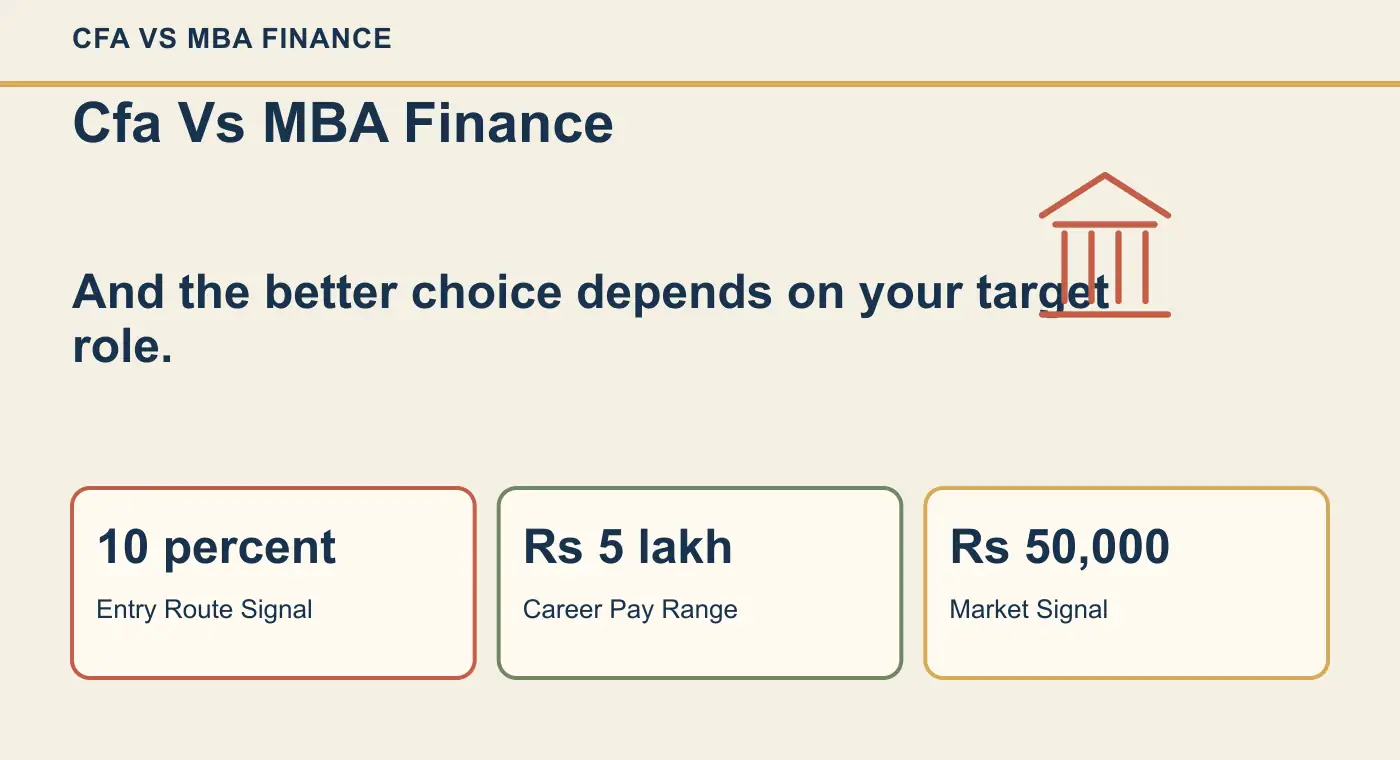 CFA VS MBA FINANCE
Cfa Vs MBA Finance
And the better choice depends on your target
role.
10 percent
Entry Route Signal
Rs 5 lakh
Career Pay Range
Rs 50,000
Market Signal